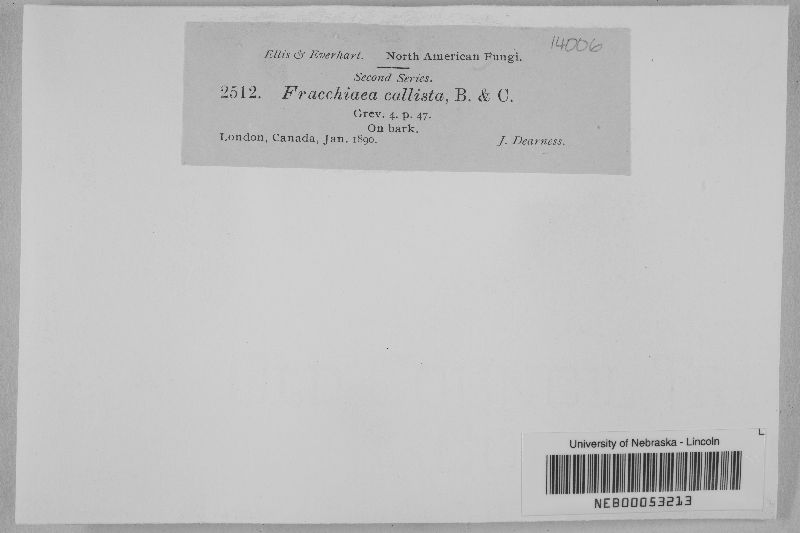 14006
Ellis & Everhart. North American Fungi.
Second Series.
2512. Fracchiaea callista, B. & C.
Grev. 4. p. 47.
On bark.
London, Canada, Jan. 1890. J. Dearness.
L
University of Nebraska - Lincoln
NEB00053213